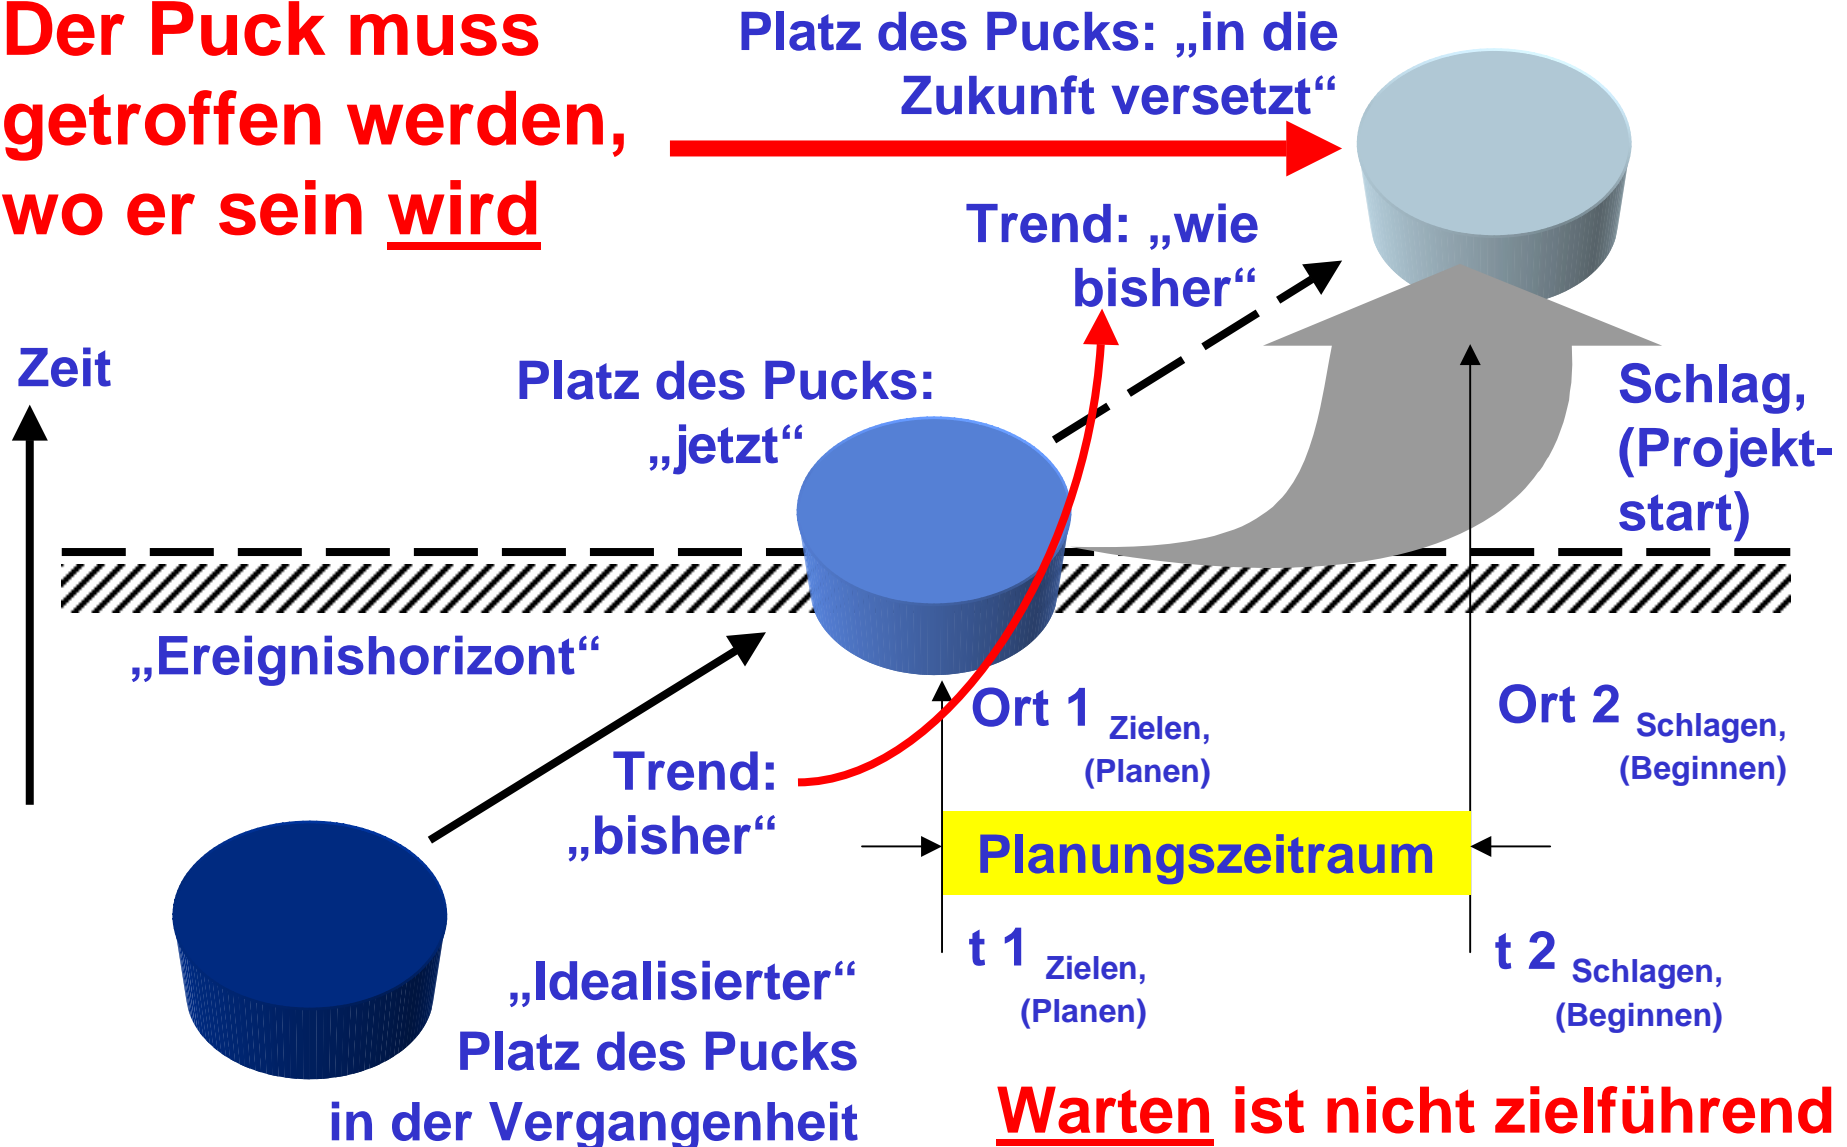 Der Puck muss
getroffen werden,
wo er sein wird
Platz des Pucks: „in die
Zukunft versetzt“
Trend: „wie
bisher“
Zeit
Platz des Pucks:
„jetzt“
Schlag,
(Projekt-
start)
„Ereignishorizont“
Ort 1 Zielen,
(Planen)
Ort 2 Schlagen,
(Beginnen)
Trend:
„bisher“
Planungszeitraum
t 1 Zielen,
(Planen)
t 2 Schlagen,
(Beginnen)
„Idealisierter“
Platz des Pucks
in der Vergangenheit
Warten ist nicht zielführend